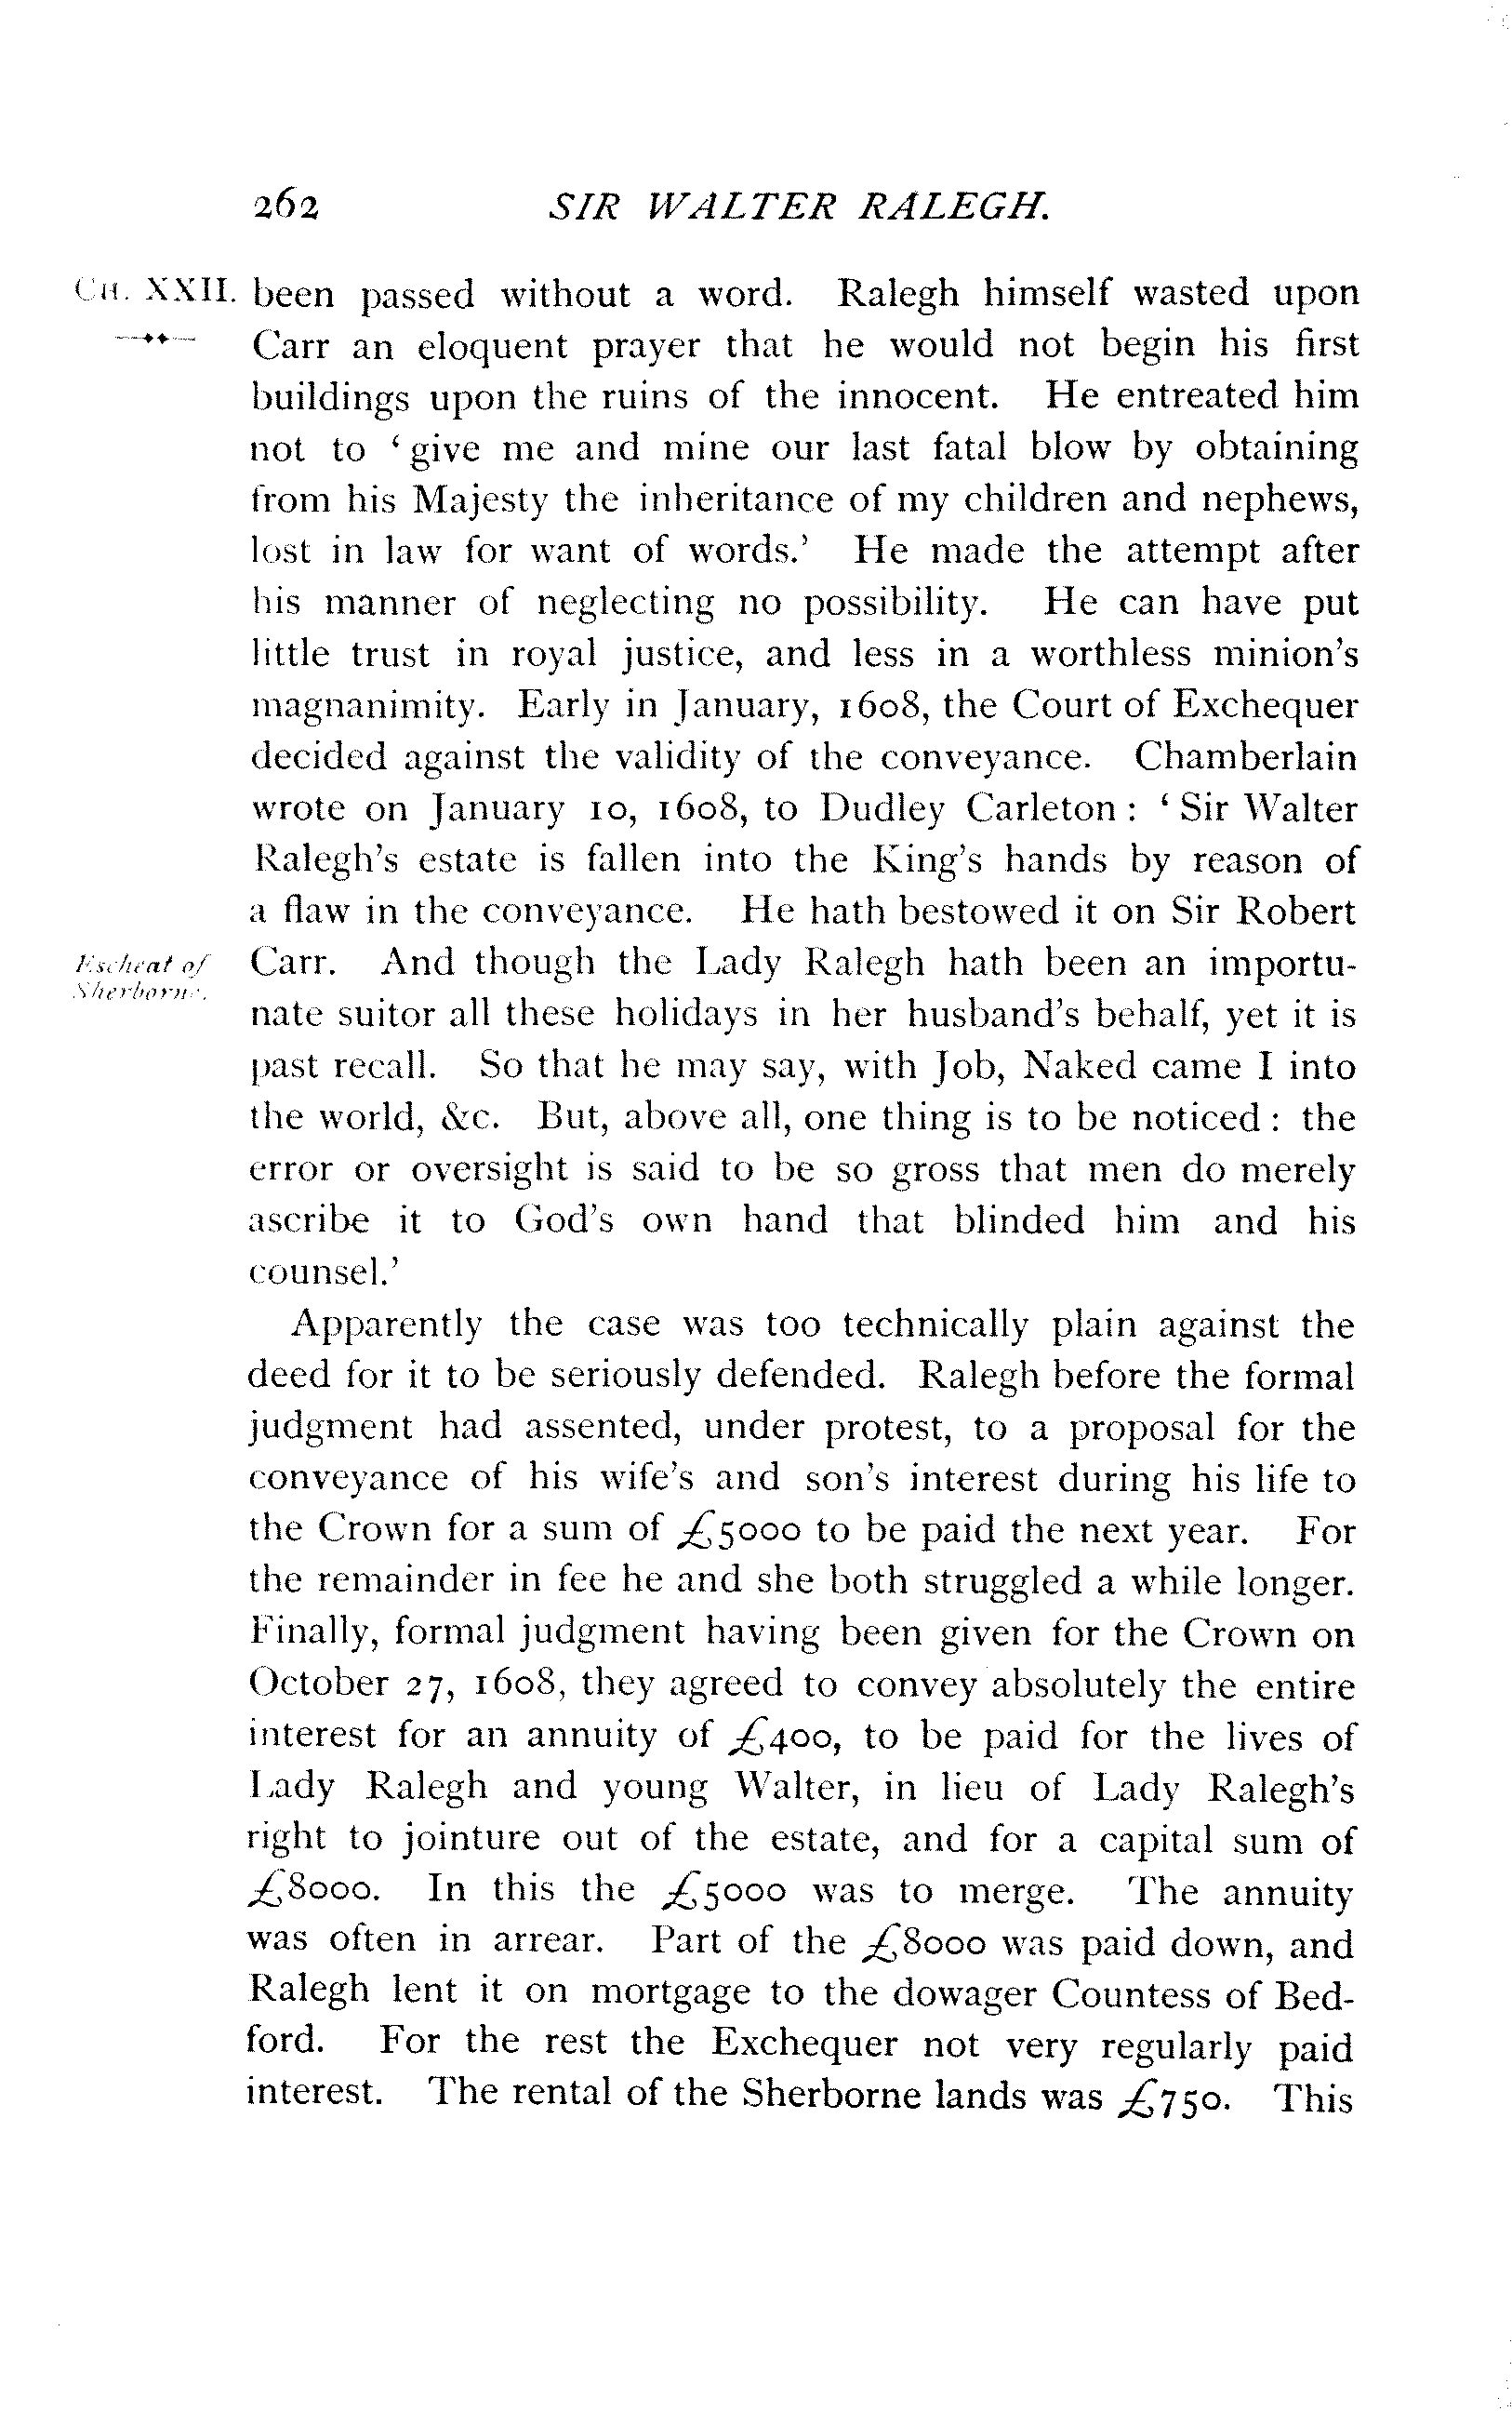 262 SIR WALTER RALEGH.
CH. XXII. been passed without a word. Ralegh himself wasted upon
Carr an eloquent prayer that he would not begin his first
buildings upon the ruins of the innocent. He entreated him
not to ‘give me and mine our last fatal blow by obtaining
from his Majesty the inheritance of my children and nephews,
lost in law for want of words.’ He made the attempt after
his manner of neglecting no possibility. He can have put
little trust in royal justice, and less in a worthless minion’s
magnanimity. Early in January, 1608, the Court of Exchequer
decided against the validity of the conveyance. Chamberlain
wrote on January 10, 1608, to Dudley Carleton : ‘ Sir Walter
Ralegh’s estate is fallen into the King’s hands by reason of
a flaw in the conveyance. He hath bestowed it on Sir Robert
Escheat of
Sherborne.
Carr. And though the Lady Ralegh hath been an importu-
nate suitor all these holidays in her husband’s behalf, yet it is
past recall. So that he may say, with Job, Naked came I into
the world, &c. But, above all, one thing is to be noticed : the
error or oversight is said to be so gross that men do merely
ascribe it to God’s own hand that blinded him and his
counsel.’
Apparently the case was too technically plain against the
deed for it to be seriously defended. Ralegh before the formal
judgment had assented, under protest, to a proposal for the
conveyance of his wife’s and son’s interest during his life to
the Crown for a sum of £5000 to be paid the next year. For
the remainder in fee he and she both struggled a while longer.
Finally, formal judgment having been given for the Crown on
October 27, 1608, they agreed to convey absolutely the entire
interest for an annuity of £400, to be paid for the lives of
Lady Ralegh and young Walter, in lieu of Lady Ralegh’s
right to jointure out of the estate, and for a capital sum of
£8000. In this the £5000 was to merge. The annuity
was often in arrear. Part of the £8000 was paid down, and
Ralegh lent it on mortgage to the dowager Countess of Bed-
ford. For the rest the Exchequer not very regularly paid
interest. The rental of the Sherborne lands was £750. This